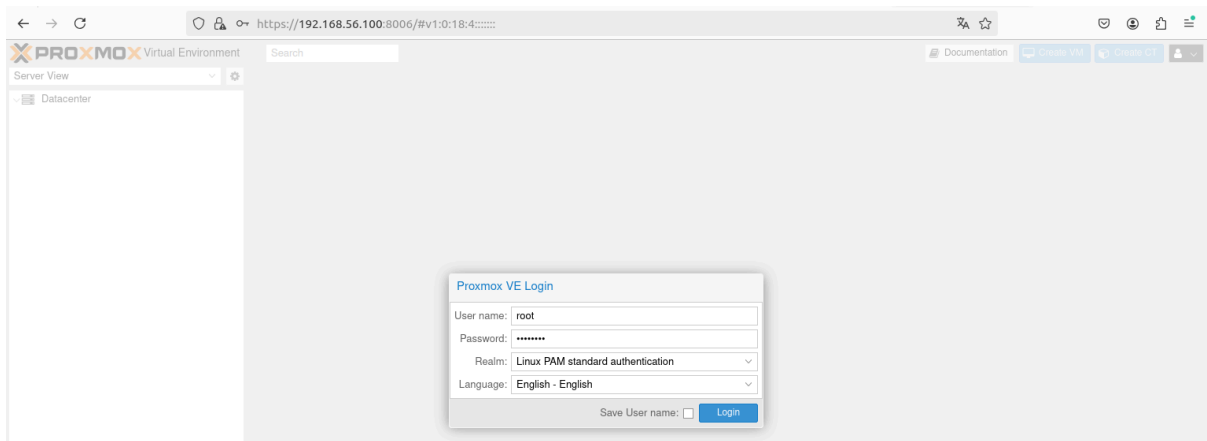 https://192.168.56.100:8006/#v1:0:18:4:::::::
PROXMOX Virtual Environment Search Documentation Create VM Create CT
Server View
Datacenter
Proxmox VE Login
User name: root
Password: ••••••••
Realm: Linux PAM standard authentication
Language: English - English
Save User name: Login